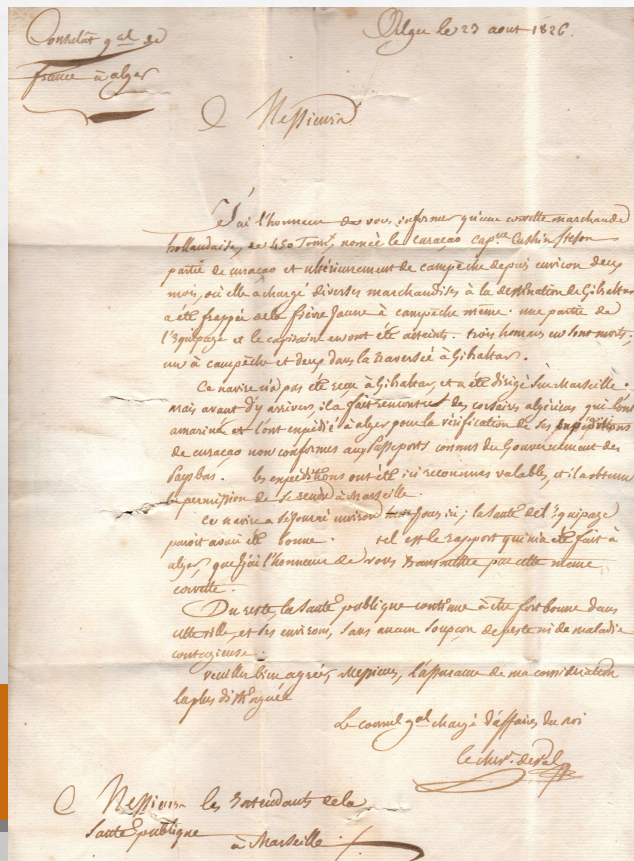 Consulat gal de
france à alger
Alger le 23 aout 1826.
Messieurs
J'ai l'honneur de vous informer qu'une corvette marchande
hollandaise, de 450 Tonx, nomée le curaçao capne
partie de curaçao et ultérieurement de campêche depuis environ deux
mois, où elle a chargé diverses marchandises à la destination de Gibraltar
a été frappée de la fièvre Jaune à campêche même. une partie de
l'Equipage et le capitaine en ont été atteints. trois hommes en sont morts,
un à campêche et deux dans la traversée à Gibraltar.
Ce navire n'a pas été reçu à Gibraltar, et a été dirigé sur Marseille.
mais avant d'y arriver, il a fait rencontre des corsaires algériens qui l'ont
amariné et l'ont expédié à alger pour la vérification de ses expéditions
de curaçao non conformes aux Passeports connus du Gouvernement des
Pays bas. les expéditions ont été ici reconnues valables, et il a obtenu
la permission de se rendre à Marseille.
ce navire a séjourné environ jours ici; la santé de l'Equipage
paroit avoir été bonne. tel est le rapport qui m'a été fait à
alger, que j'ai l'honneur de vous transmettre par cette même
corvette.
Du reste, la santé publique continue à être fort bonne dans
cette ville et ses environs, sans aucun soupçon de peste ni de maladie
contagieuse.
veuillez bien agréer, Messieurs, l'assurance de ma considération
la plus distinguée
Le consul gal chargé d'affaires du roi
le cher. deval
Messieurs les Intendants de la
santé publique
à Marseille